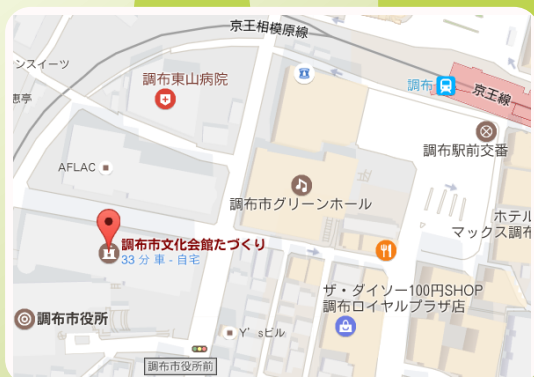 京王相模原線
ンスイーツ
調布東山病院
恵亭
調布
京王線
調布駅前交番
AFLAC
調布市グリーンホール
ホテル
マックス調布
調布市文化会館たづくり
33 分 車 - 自宅
ザ・ダイソー100円SHOP
調布ロイヤルプラザ店
調布市役所
Y'sビル
調布市役所前